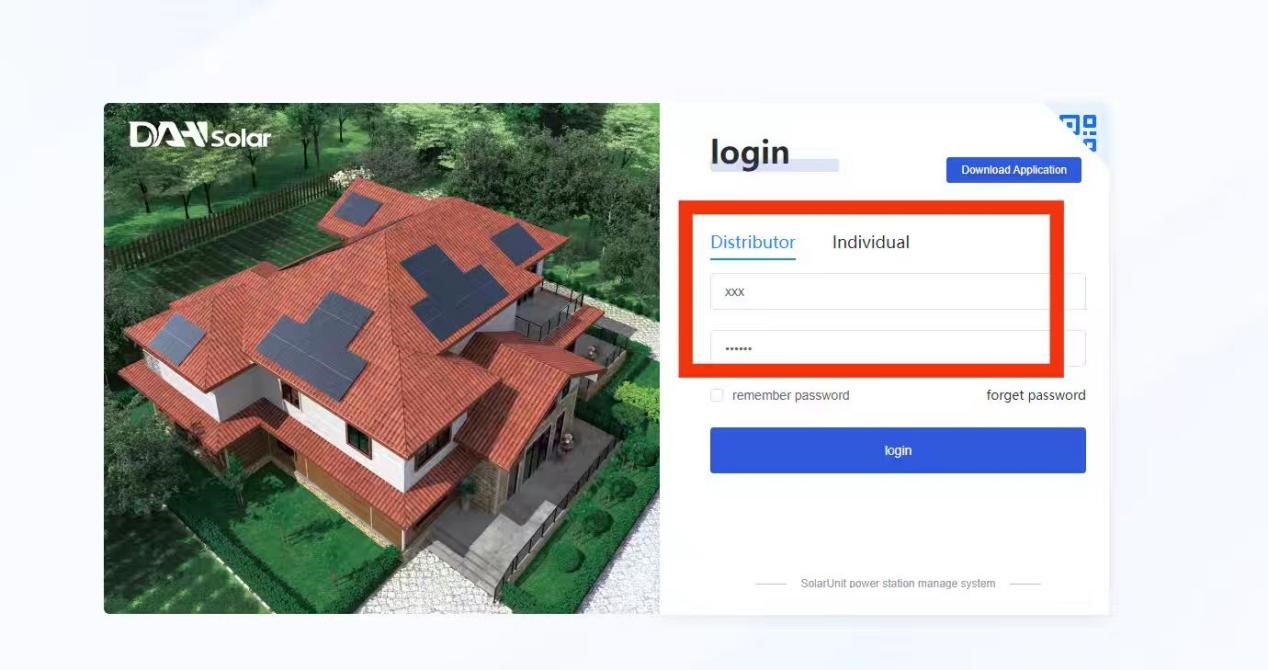 DAH Solar
login
Download Application
Distributor Individual
xxx
••••••
remember password forget password
login
SolarUnit power station manage system